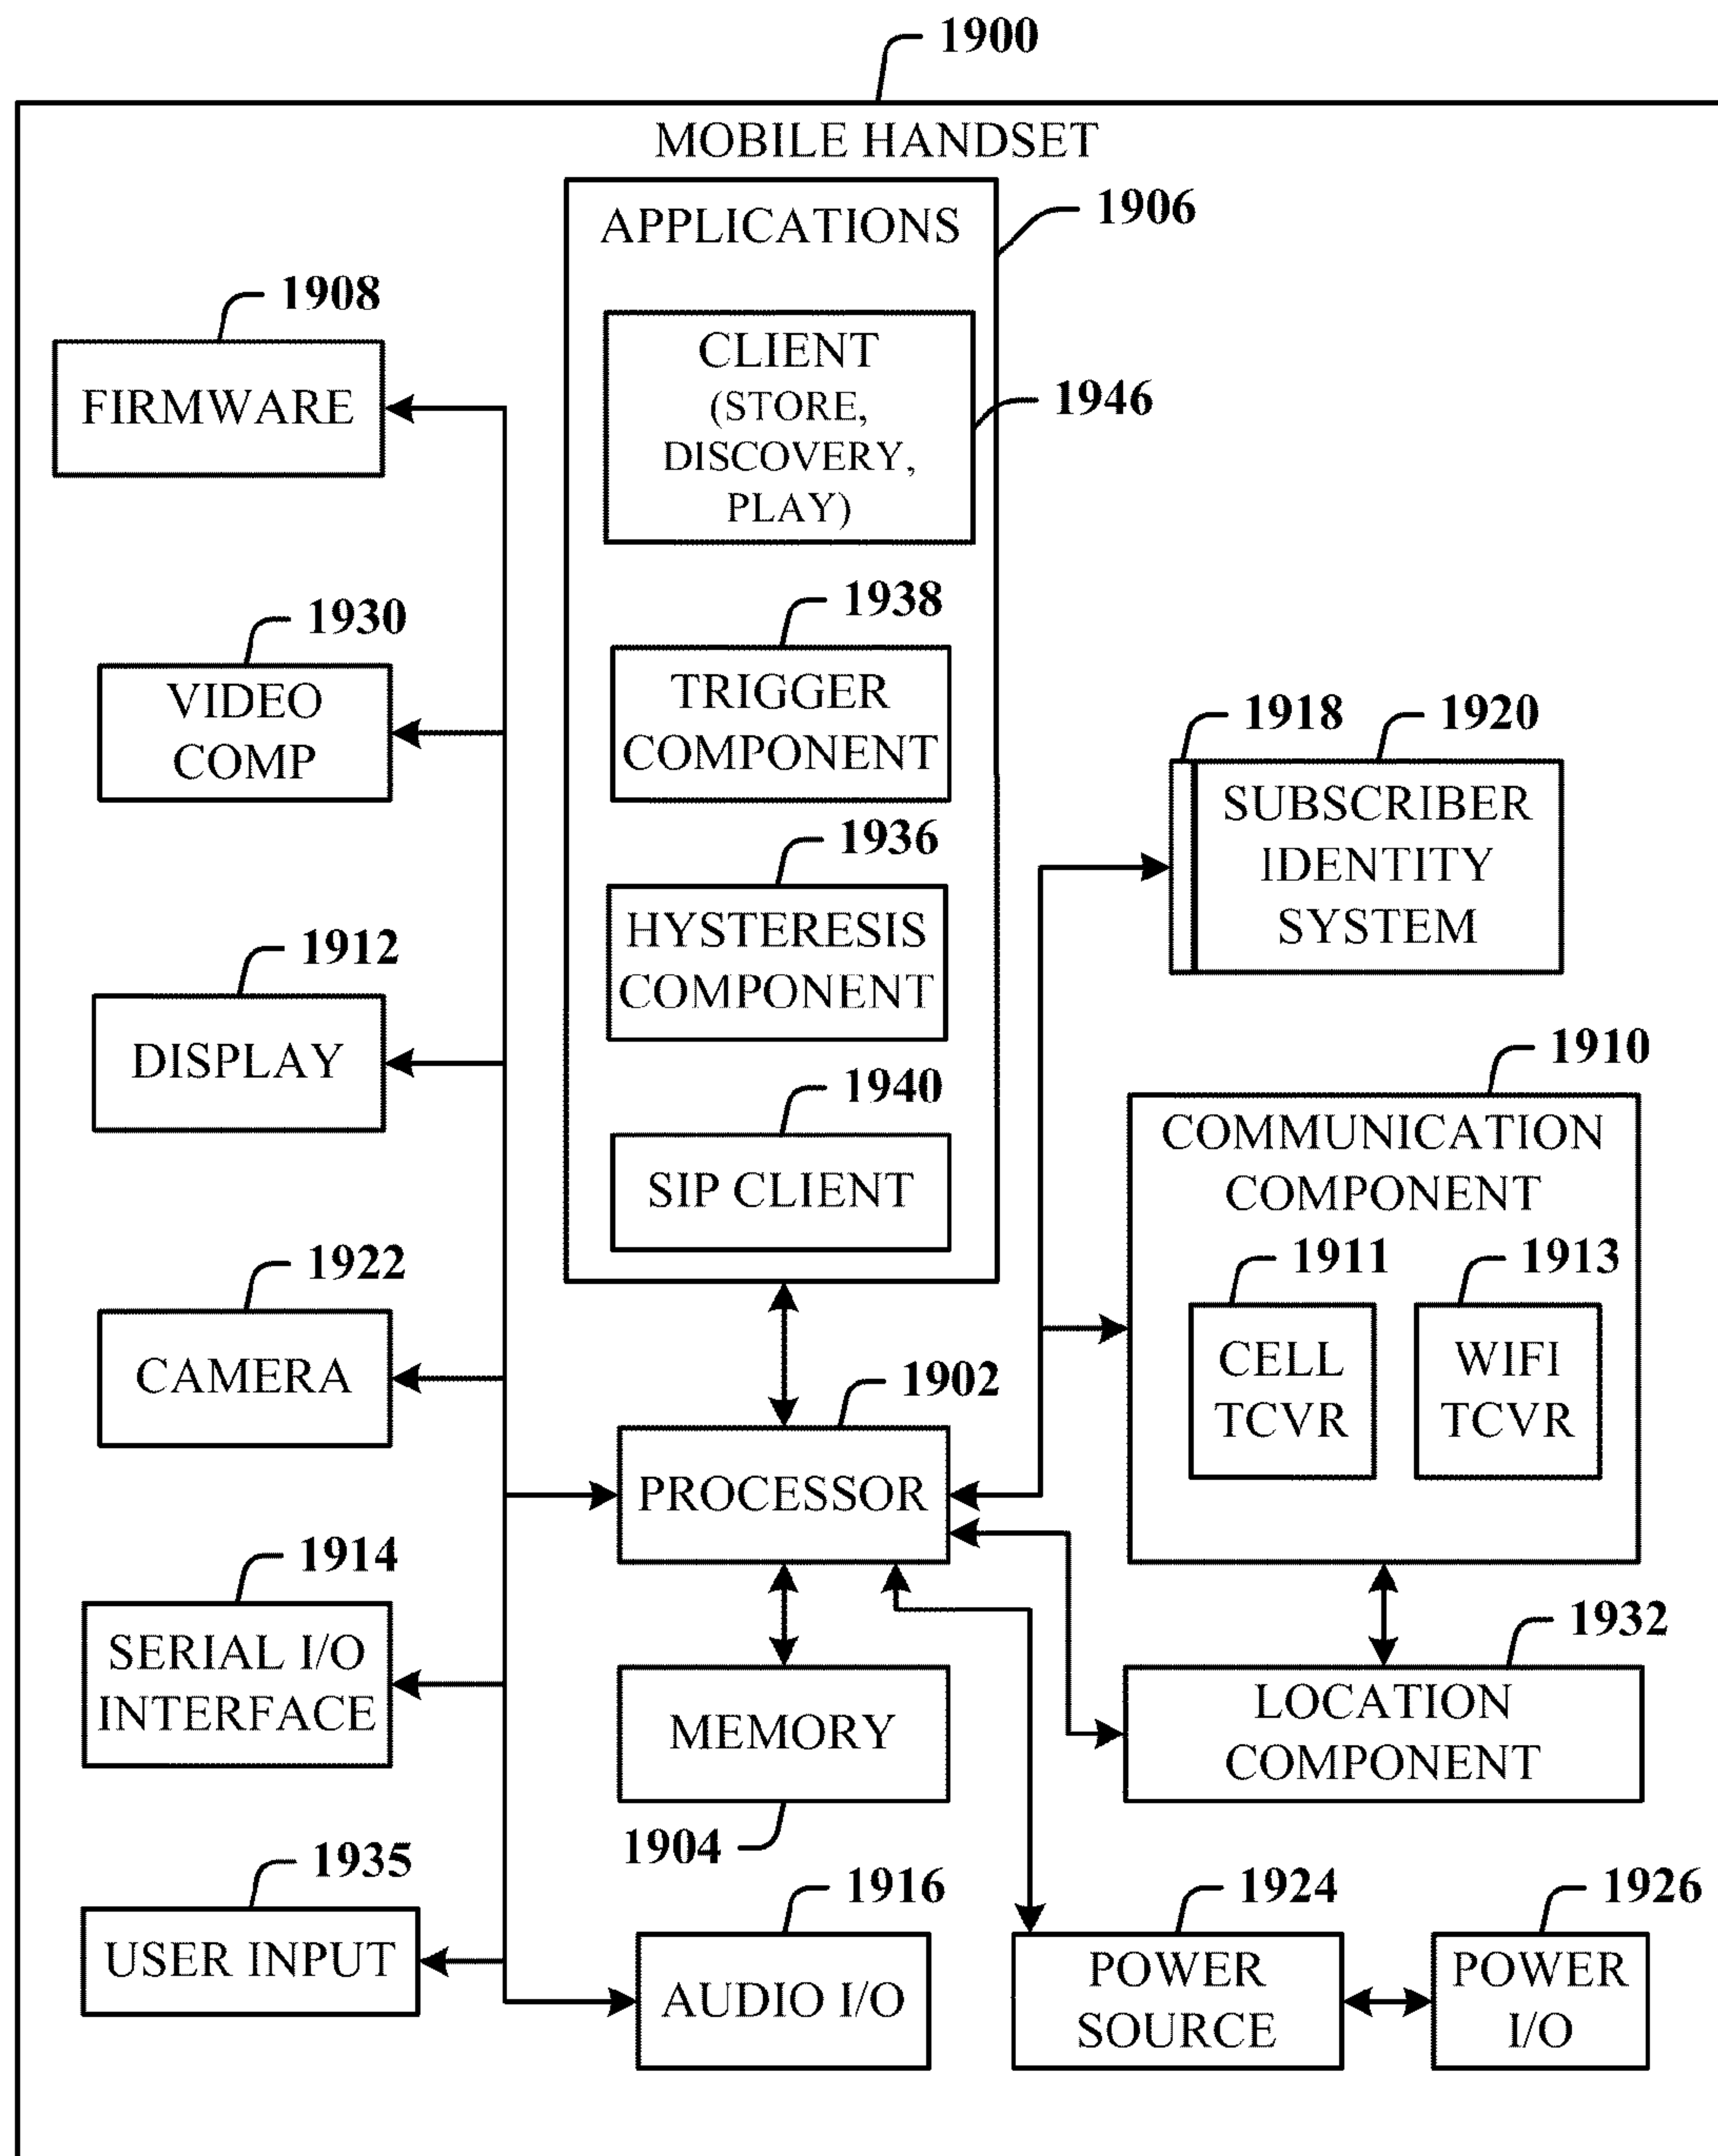 1900
MOBILE HANDSET
APPLICATIONS
1906
CLIENT
(STORE,
DISCOVERY,
PLAY)
1946
1908
FIRMWARE
1938
TRIGGER
COMPONENT
1930
VIDEO
COMP
1918
1920
SUBSCRIBER
IDENTITY
SYSTEM
1936
HYSTERESIS
COMPONENT
1912
DISPLAY
1940
SIP CLIENT
1910
COMMUNICATION
COMPONENT
1911
CELL
TCVR
1913
WIFI
TCVR
1922
CAMERA
1902
PROCESSOR
1914
SERIAL I/O
INTERFACE
MEMORY
1904
1932
LOCATION
COMPONENT
1935
USER INPUT
1916
AUDIO I/O
1924
POWER
SOURCE
1926
POWER
I/O